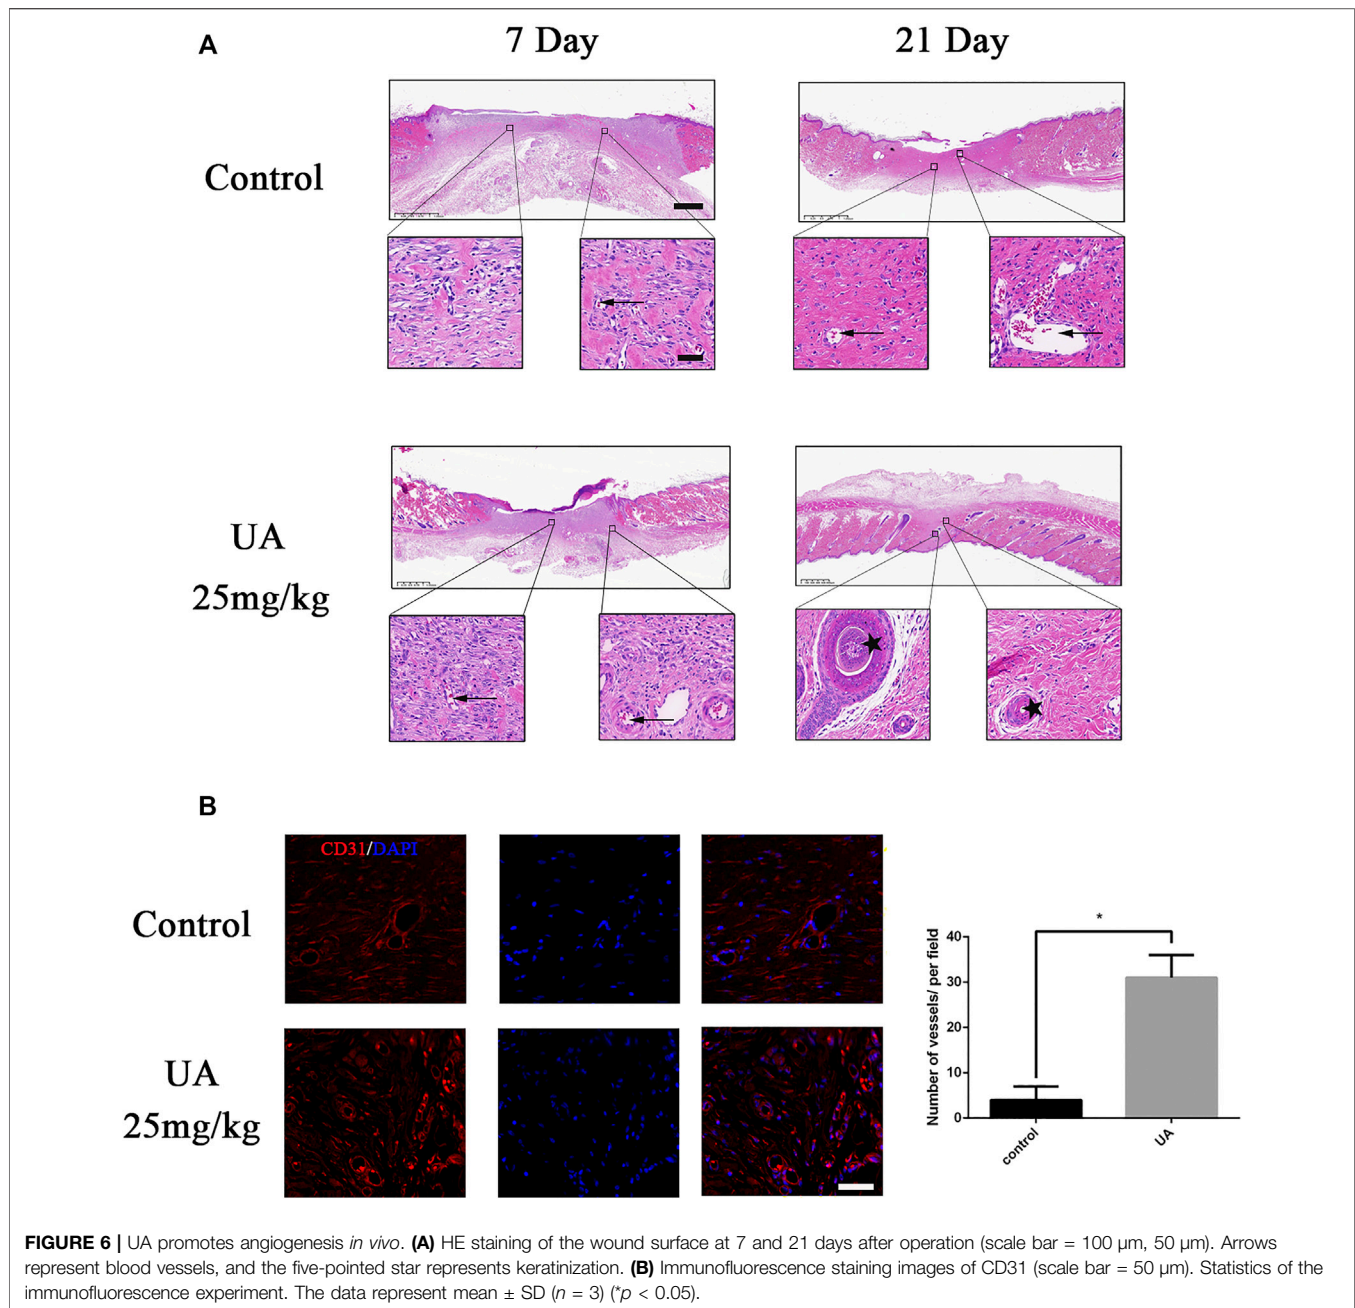 A
7 Day
21 Day
Control
UA
25mg/kg
B
CD31/DAPI
Control
UA
25mg/kg
*
Number of vessels/ per field
40
30
20
10
0
control
UA
FIGURE 6 | UA promotes angiogenesis in vivo. (A) HE staining of the wound surface at 7 and 21 days after operation (scale bar = 100 µm, 50 µm). Arrows
represent blood vessels, and the five-pointed star represents keratinization. (B) Immunofluorescence staining images of CD31 (scale bar = 50 µm). Statistics of the
immunofluorescence experiment. The data represent mean ± SD (n = 3) (*p < 0.05).